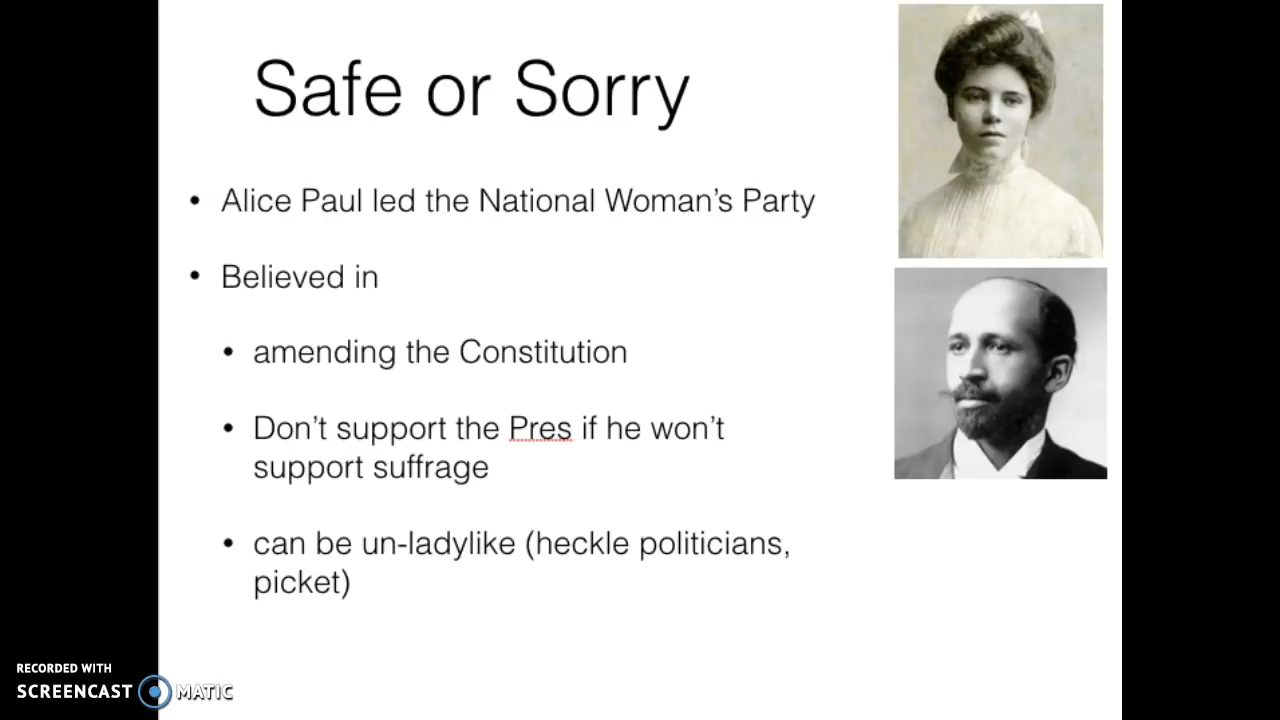 Safe or Sorry
• Alice Paul led the National Woman’s Party
• Believed in
• amending the Constitution
• Don’t support the Pres if he won’t
support suffrage
• can be un-ladylike (heckle politicians,
picket)
RECORDED WITH
SCREENCAST MATIC